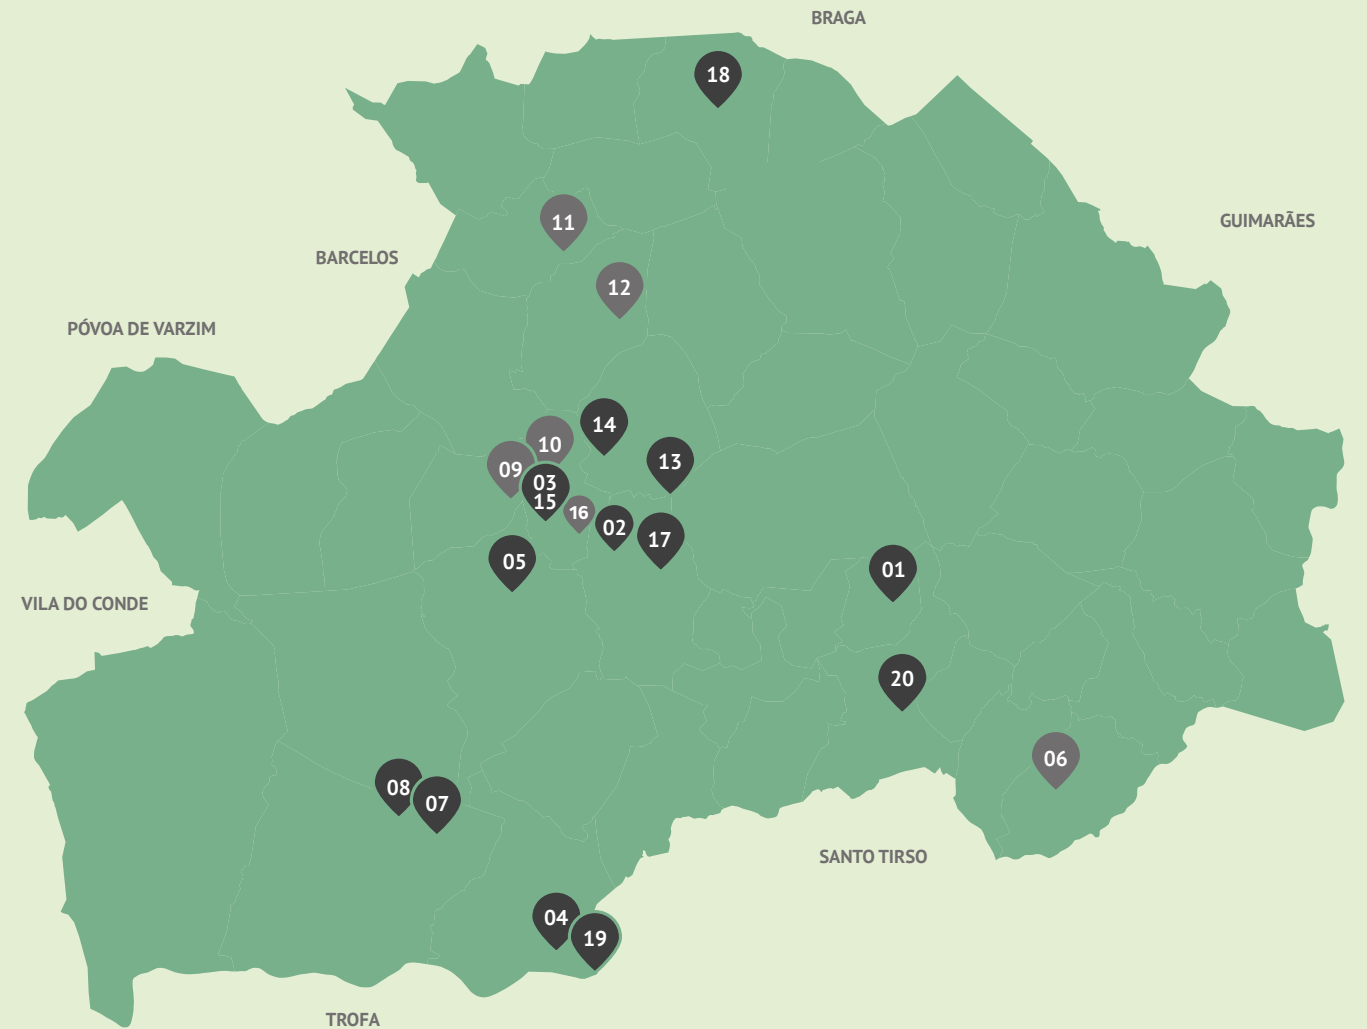 BRAGA
18
11
GUIMARÃES
BARCELOS
12
PÓVOA DE VARZIM
14
10
13
09
03
15
16
02
17
05
01
VILA DO CONDE
20
06
08
07
SANTO TIRSO
04
19
TROFA